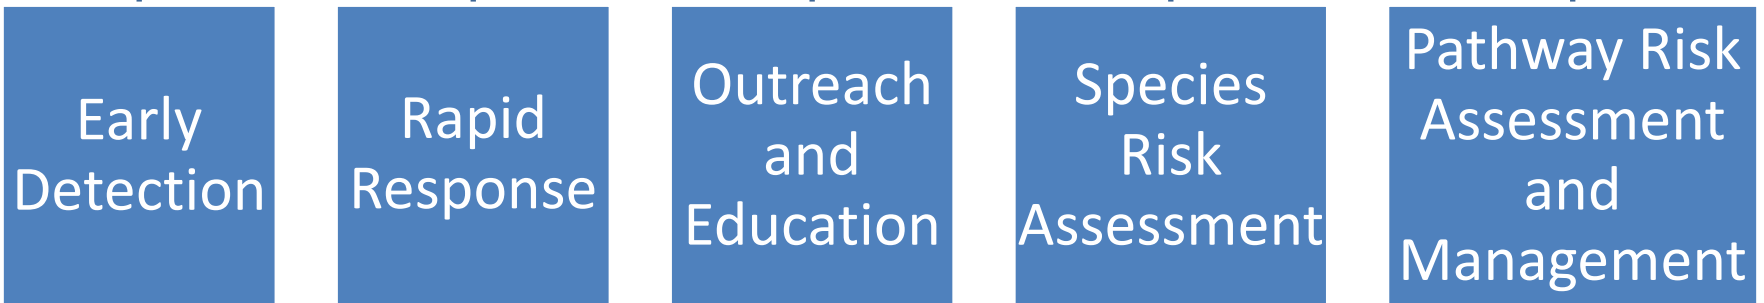 Early
Detection
Rapid
Response
Outreach
and
Education
Species
Risk
Assessment
Pathway Risk
Assessment
and
Management